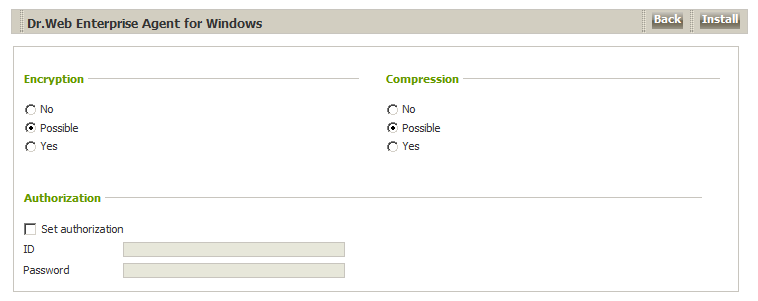 Dr.Web Enterprise Agent for Windows Back Install
Encryption Compression
No No
Possible Possible
Yes Yes
Authorization
Set authorization
ID
Password